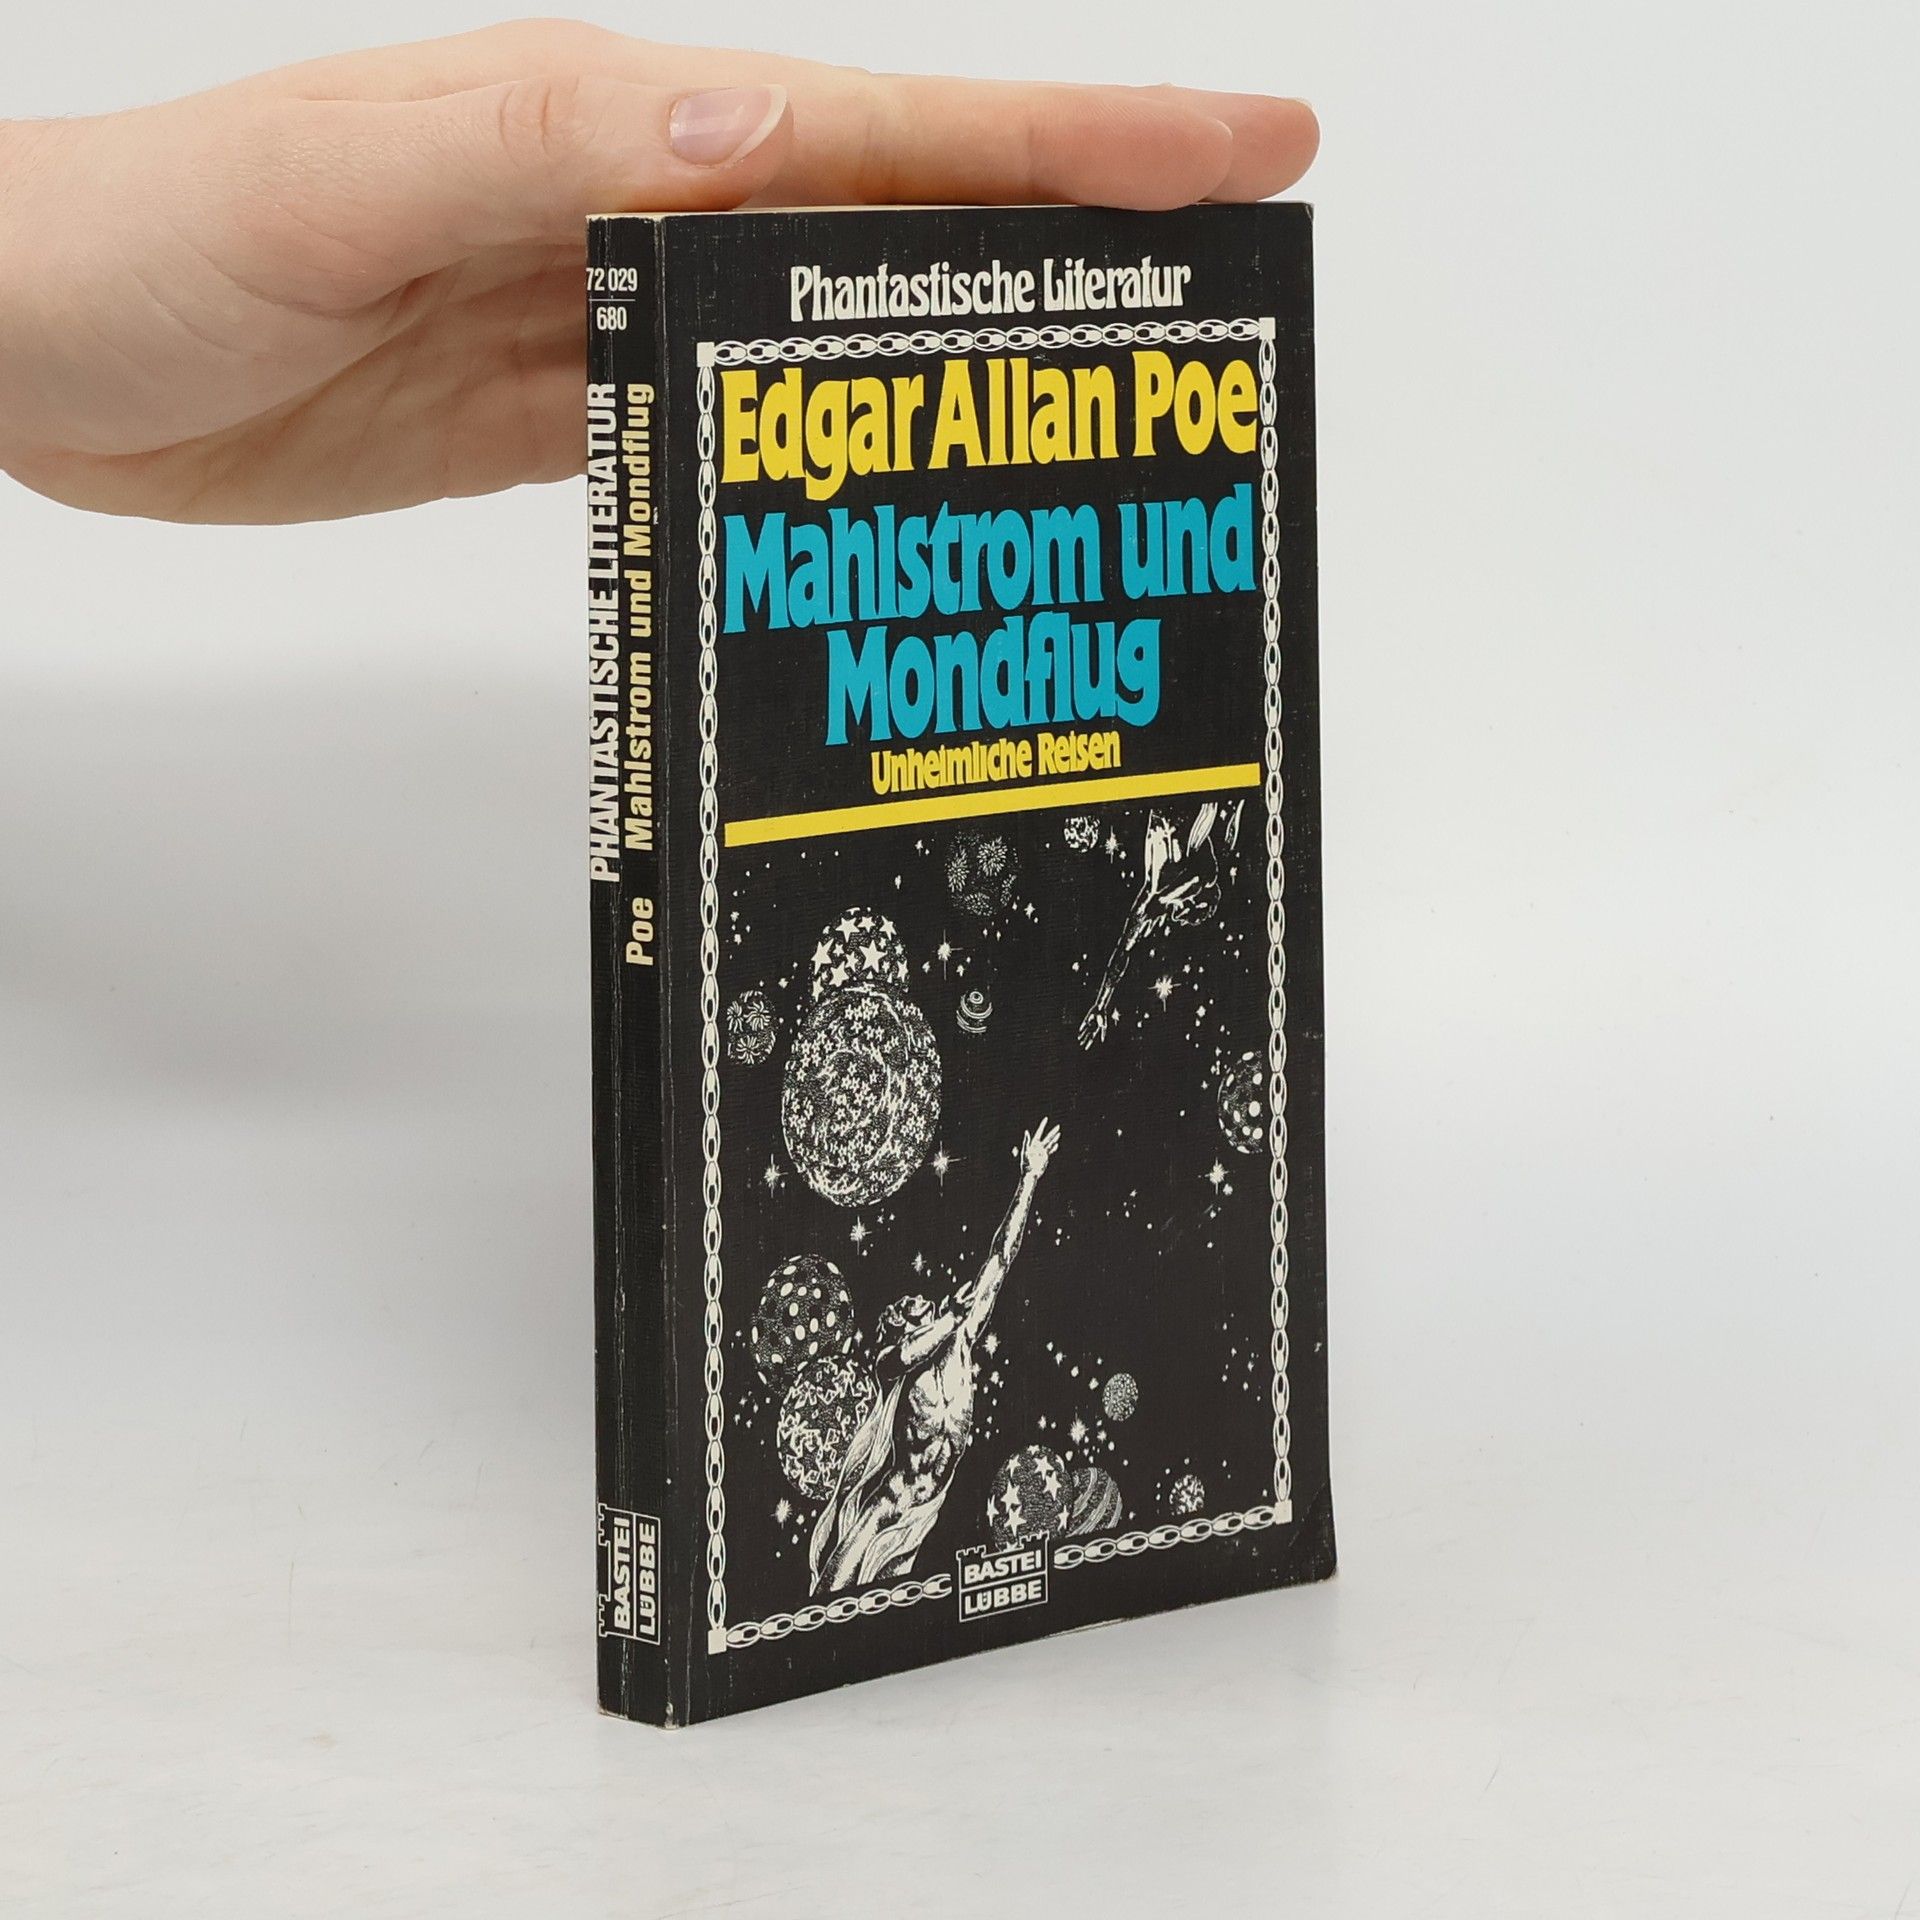 Phantastische Literatur
Edgar Allan Poe
Mahlstrom und
Mondflug
Unheimliche Reisen
BASTEI
LÜBBE
72 029
680
PHANTASTISCHE LITERATUR
Poe Mahlstrom und Mondflug
BASTEI
LÜBBE